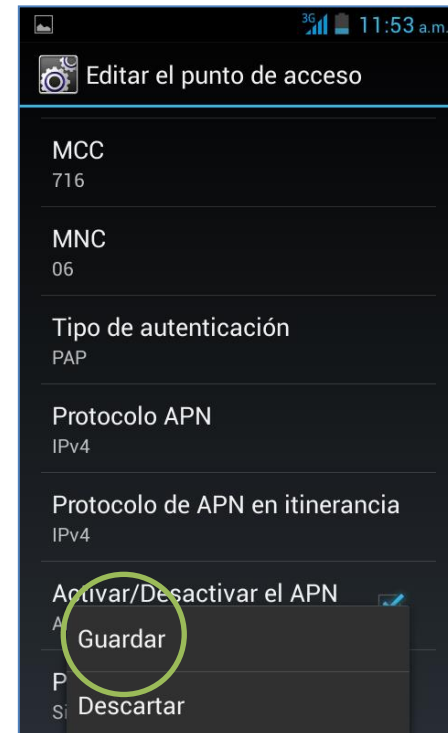 3G 11:53 a.m.
Editar el punto de acceso
MCC
716
MNC
06
Tipo de autenticación
PAP
Protocolo APN
IPv4
Protocolo de APN en itinerancia
IPv4
Activar/Desactivar el APN
Guardar
Descartar